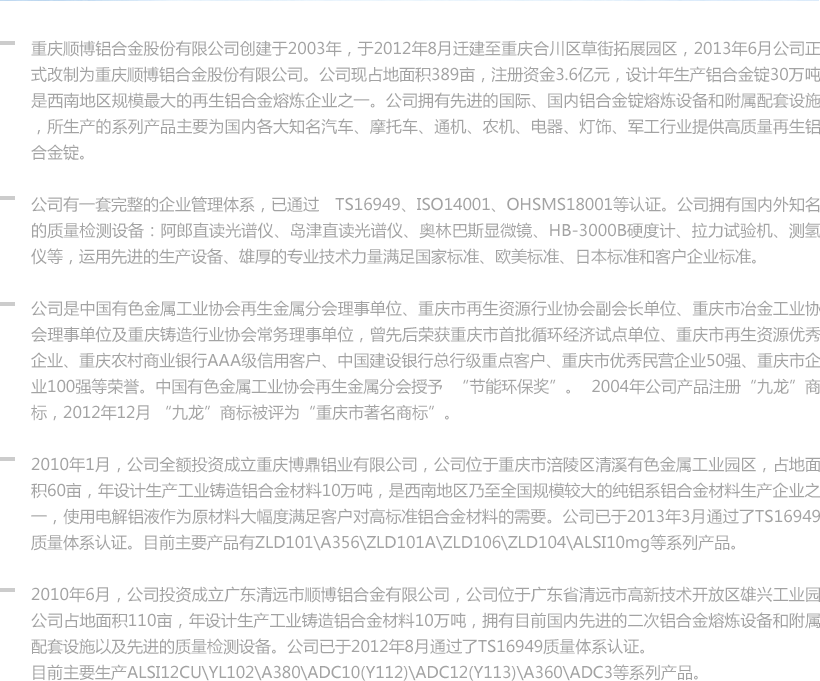 重庆顺博铝合金股份有限公司创建于2003年，于2012年8月迁建至重庆合川区草街拓展园区，2013年6月公司正
式改制为重庆顺博铝合金股份有限公司。公司现占地面积389亩，注册资金3.6亿元，设计年生产铝合金锭30万吨
是西南地区规模最大的再生铝合金熔炼企业之一。公司拥有先进的国际、国内铝合金锭熔炼设备和附属配套设施
，所生产的系列产品主要为国内各大知名汽车、摩托车、通机、农机、电器、灯饰、军工行业提供高质量再生铝
合金锭。
公司有一套完整的企业管理体系，已通过　TS16949、ISO14001、OHSMS18001等认证。公司拥有国内外知名
的质量检测设备：阿郎直读光谱仪、岛津直读光谱仪、奥林巴斯显微镜、HB-3000B硬度计、拉力试验机、测氢
仪等，运用先进的生产设备、雄厚的专业技术力量满足国家标准、欧美标准、日本标准和客户企业标准。
公司是中国有色金属工业协会再生金属分会理事单位、重庆市再生资源行业协会副会长单位、重庆市冶金工业协
会理事单位及重庆铸造行业协会常务理事单位，曾先后荣获重庆市首批循环经济试点单位、重庆市再生资源优秀
企业、重庆农村商业银行AAA级信用客户、中国建设银行总行级重点客户、重庆市优秀民营企业50强、重庆市企
业100强等荣誉。中国有色金属工业协会再生金属分会授予　“节能环保奖”。　2004年公司产品注册“九龙”商
标，2012年12月　“九龙”商标被评为“重庆市著名商标”。
2010年1月，公司全额投资成立重庆博鼎铝业有限公司，公司位于重庆市涪陵区清溪有色金属工业园区，占地面
积60亩，年设计生产工业铸造铝合金材料10万吨，是西南地区乃至全国规模较大的纯铝系铝合金材料生产企业之
一，使用电解铝液作为原材料大幅度满足客户对高标准铝合金材料的需要。公司已于2013年3月通过了TS16949
质量体系认证。目前主要产品有ZLD101\A356\ZLD101A\ZLD106\ZLD104\ALSI10mg等系列产品。
2010年6月，公司投资成立广东清远市顺博铝合金有限公司，公司位于广东省清远市高新技术开放区雄兴工业园
公司占地面积110亩，年设计生产工业铸造铝合金材料10万吨，拥有目前国内先进的二次铝合金熔炼设备和附属
配套设施以及先进的质量检测设备。公司已于2012年8月通过了TS16949质量体系认证。
目前主要生产ALSI12CU\YL102\A380\ADC10(Y112)\ADC12(Y113)\A360\ADC3等系列产品。